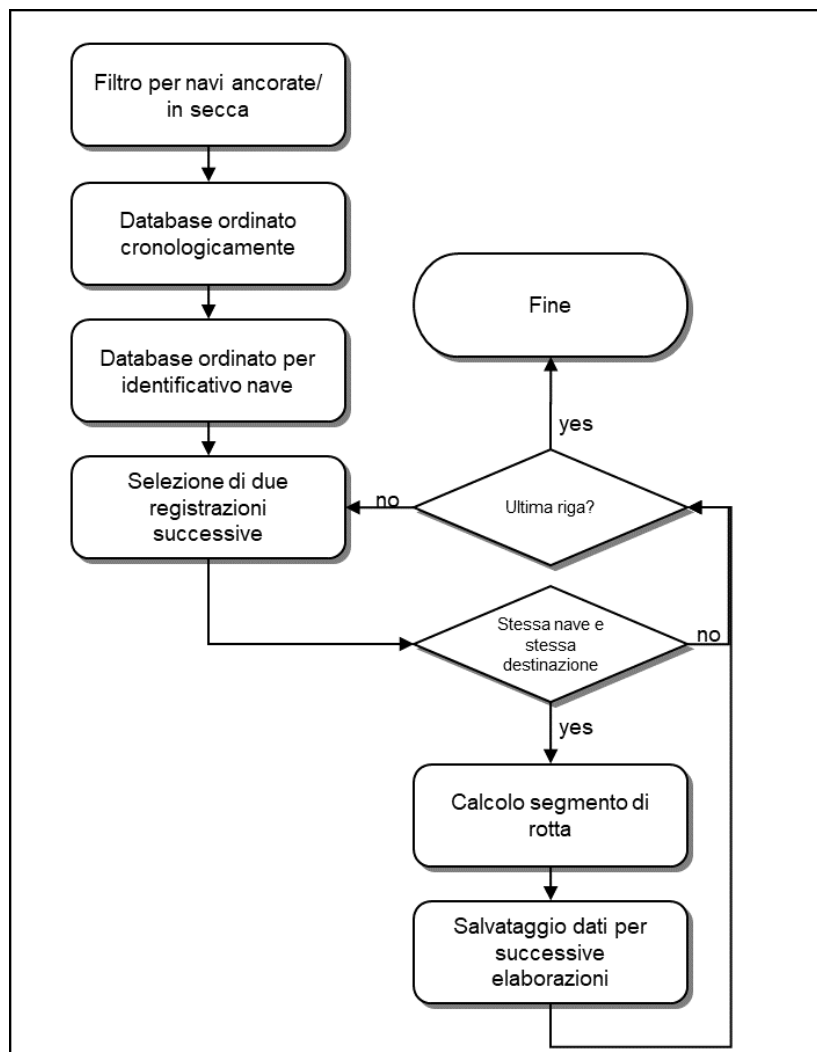 Filtro per navi ancorate/
in secca
Database ordinato
cronologicamente
Database ordinato per
identificativo nave
Selezione di due
registrazioni
successive
Fine
yes
Ultima riga?
no
Stessa nave e
stessa
destinazione
no
yes
Calcolo segmento di
rotta
Salvataggio dati per
successive
elaborazioni